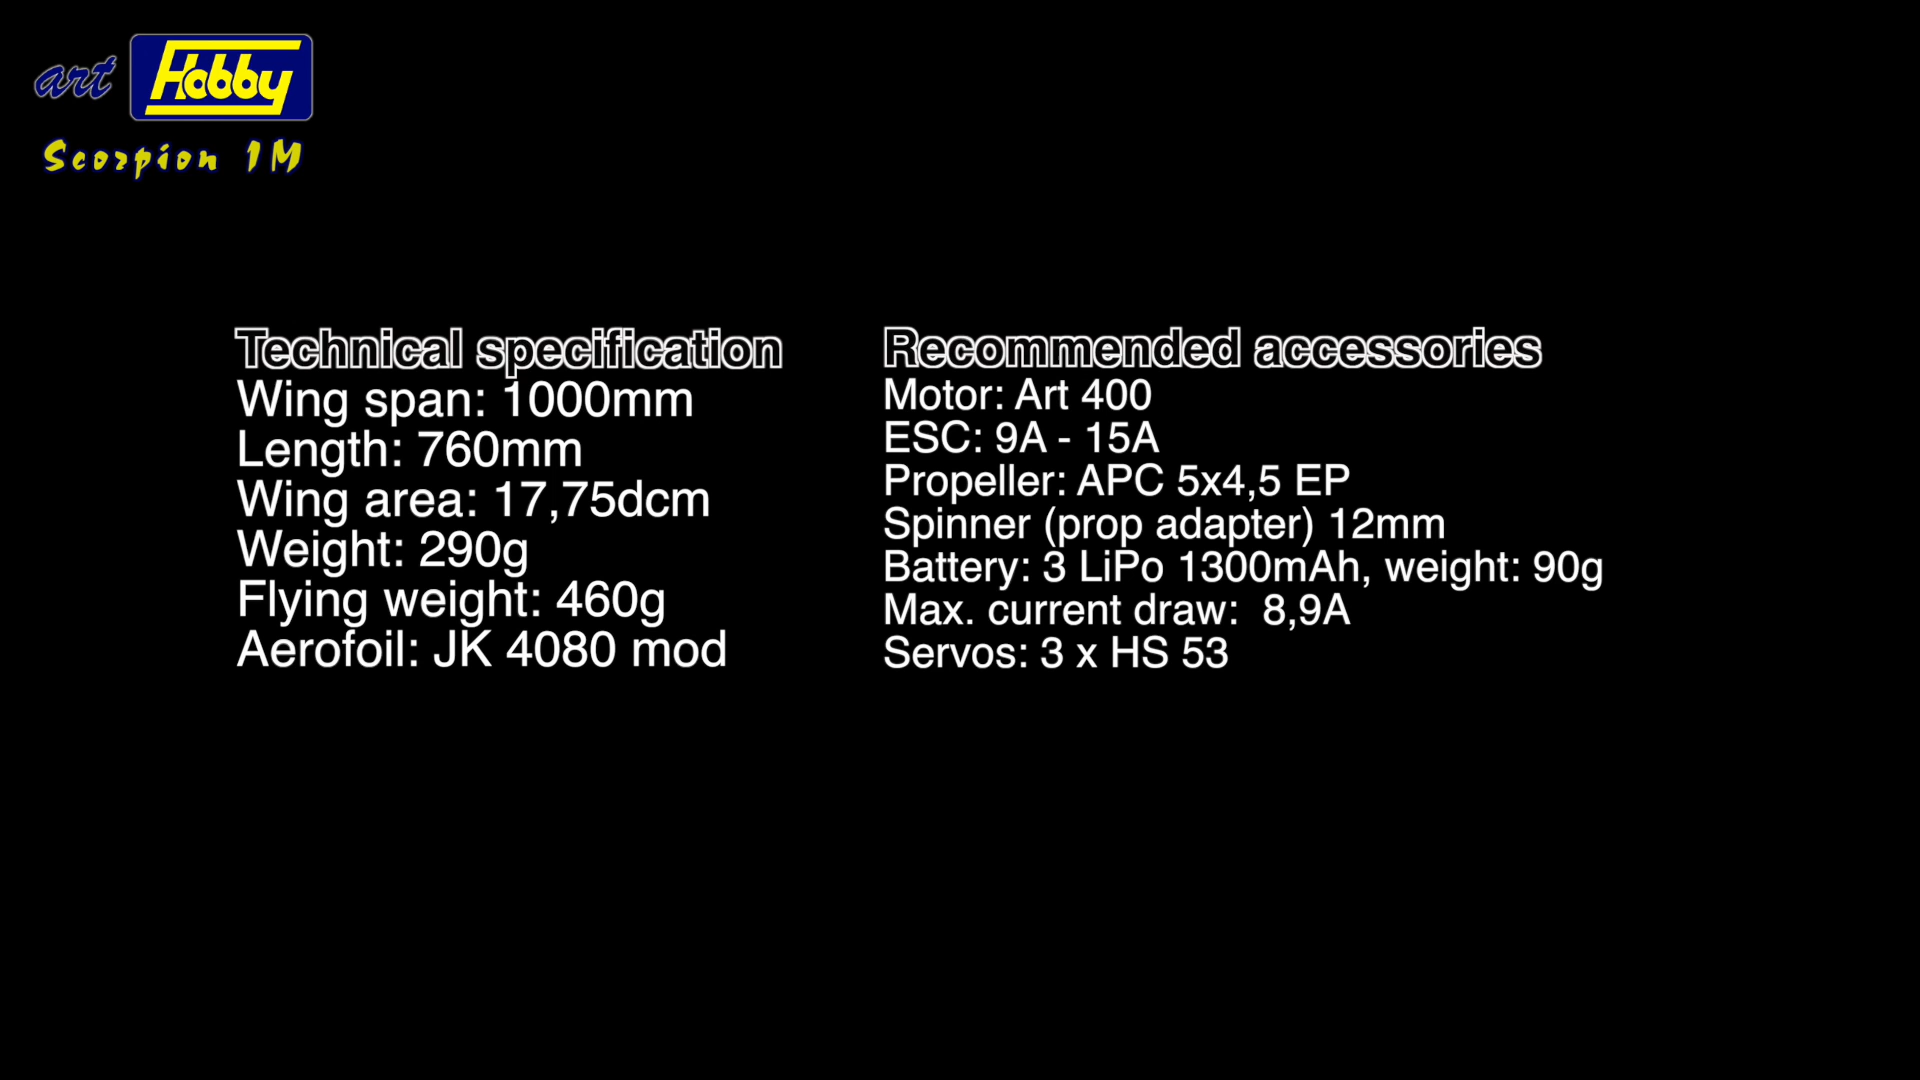 art Hobby
Scorpion 1M
Technical specification
Wing span: 1000mm
Length: 760mm
Wing area: 17,75dcm
Weight: 290g
Flying weight: 460g
Aerofoil: JK 4080 mod
Recommended accessories
Motor: Art 400
ESC: 9A - 15A
Propeller: APC 5x4,5 EP
Spinner (prop adapter) 12mm
Battery: 3 LiPo 1300mAh, weight: 90g
Max. current draw:  8,9A
Servos: 3 x HS 53